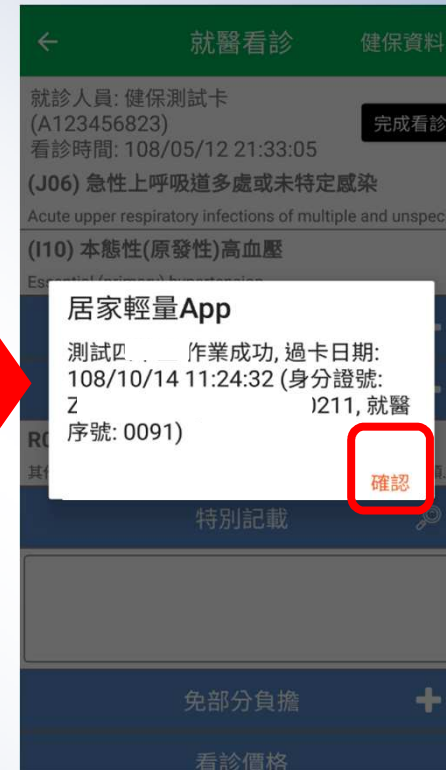 就醫看診 健保資料
就診人員: 健保測試卡
(A123456823)
完成看診
看診時間: 108/05/12 21:33:05
(J06) 急性上呼吸道多處或未特定感染
Acute upper respiratory infections of multiple and unspec
(I10) 本態性(原發性)高血壓
居家輕量App
測試四 作業成功, 過卡日期:
108/10/14 11:24:32 (身分證號:
Z 0211, 就醫
序號: 0091)
確認
特別記載
免部分負擔
看診價格